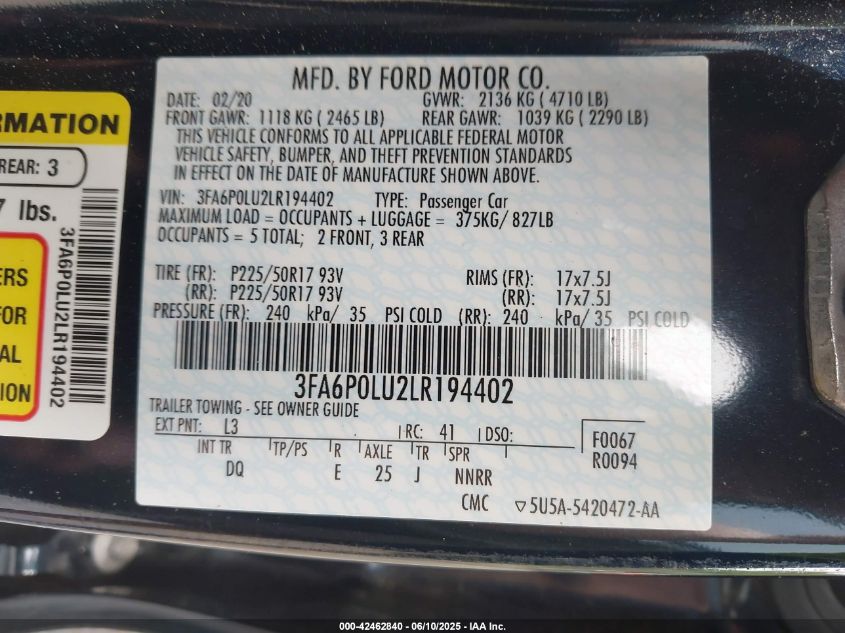 RMATION
REAR: 3
7 lbs.
ERS
FOR
AL
ION
3FA6P0LU2LR194402
MFD. BY FORD MOTOR CO.
DATE: 02/20 GVWR: 2136 KG ( 4710 LB)
FRONT GAWR: 1118 KG ( 2465 LB) REAR GAWR: 1039 KG ( 2290 LB)
THIS VEHICLE CONFORMS TO ALL APPLICABLE FEDERAL MOTOR
VEHICLE SAFETY, BUMPER, AND THEFT PREVENTION STANDARDS
IN EFFECT ON THE DATE OF MANUFACTURE SHOWN ABOVE.
VIN: 3FA6P0LU2LR194402 TYPE: Passenger Car
MAXIMUM LOAD = OCCUPANTS + LUGGAGE = 375KG/ 827LB
OCCUPANTS = 5 TOTAL; 2 FRONT, 3 REAR
TIRE (FR): P225/50R17 93V RIMS (FR): 17x7.5J
(RR): P225/50R17 93V (RR): 17x7.5J
PRESSURE (FR): 240 kPa/ 35 PSI COLD (RR): 240 kPa/ 35 PSI COLD
3FA6P0LU2LR194402
TRAILER TOWING - SEE OWNER GUIDE
EXT PNT: L3 RC: 41 DSO: F0067
INT TR TP/PS R AXLE TR SPR R0094
DQ E 25 J NNRR
CMC ▽5U5A-5420472-AA
000-42462840 - 06/10/2025 - IAA Inc.